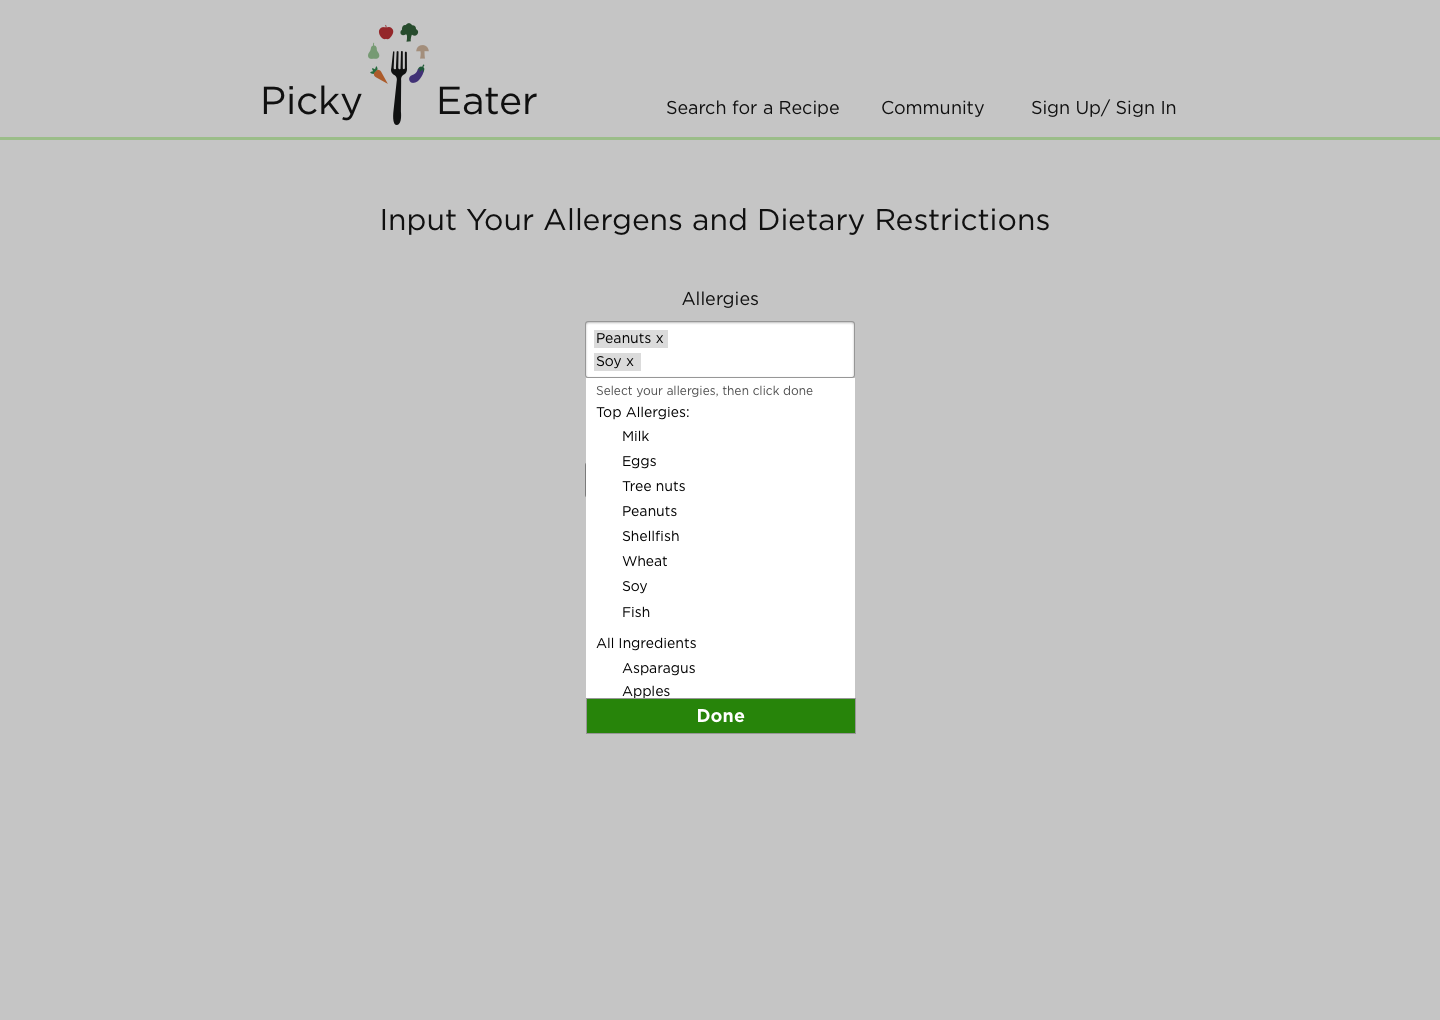 Picky Eater
Search for a Recipe
Community
Sign Up/ Sign In
Input Your Allergens and Dietary Restrictions
Allergies
Peanuts x
Soy x
Select your allergies, then click done
Top Allergies:
Milk
Eggs
Tree nuts
Peanuts
Shellfish
Wheat
Soy
Fish
All Ingredients
Asparagus
Apples
Done